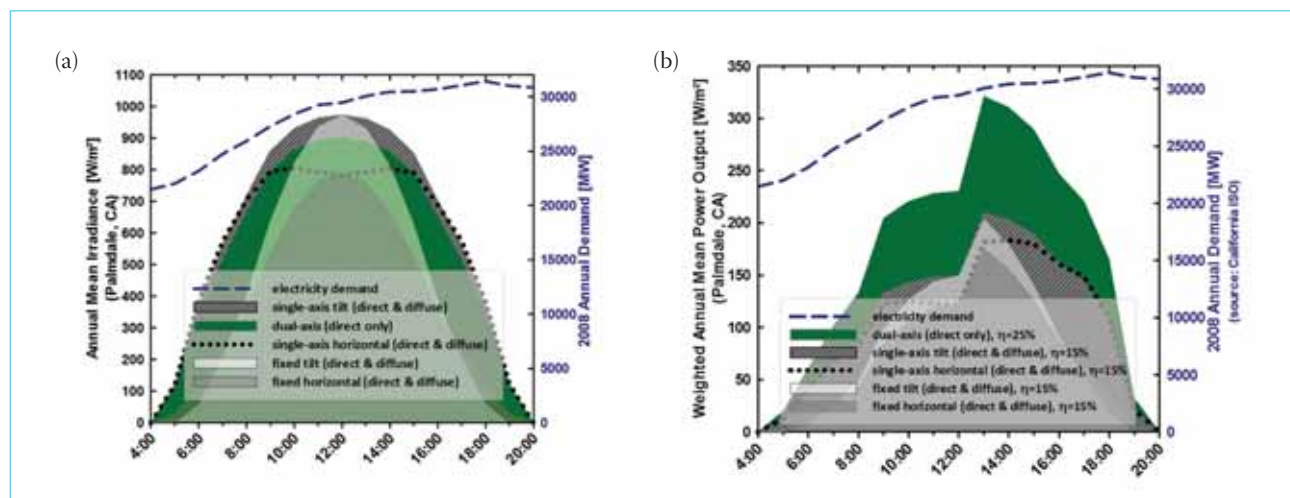 (a)
Annual Mean Irradiance [W/m²]
(Palmdale, CA)
1100
1000
900
800
700
600
500
400
300
200
100
0
electricity demand
single-axis tilt (direct & diffuse)
dual-axis (direct only)
single-axis horizontal (direct & diffuse)
fixed tilt (direct & diffuse)
fixed horizontal (direct & diffuse)
30000
25000
20000
15000
10000
5000
0
2008 Annual Demand [MW]
4:00
6:00
8:00
10:00
12:00
14:00
16:00
18:00
20:00
(b)
Weighted Annual Mean Power Output [W/m²]
(Palmdale, CA)
350
300
250
200
150
100
50
0
electricity demand
dual-axis (direct only), η=25%
single-axis tilt (direct & diffuse), η=15%
single-axis horizontal (direct & diffuse), η=15%
fixed tilt (direct & diffuse), η=15%
fixed horizontal (direct & diffuse), η=15%
30000
25000
20000
15000
10000
5000
0
2008 Annual Demand [MW]
(source: California ISO)
4:00
6:00
8:00
10:00
12:00
14:00
16:00
18:00
20:00